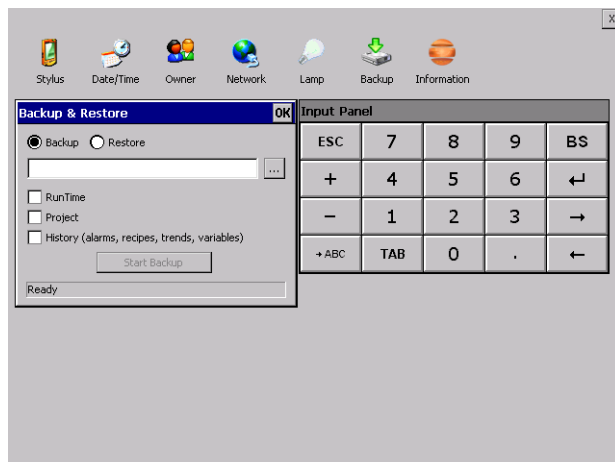 X
Stylus Date/Time Owner Network Lamp Backup Information
Backup & Restore OK
Backup Restore
...
RunTime
Project
History (alarms, recipes, trends, variables)
Start Backup
Ready
Input Panel
ESC 7 8 9 BS
+ 4 5 6 ↵
- 1 2 3 →
→ABC TAB 0 . ←